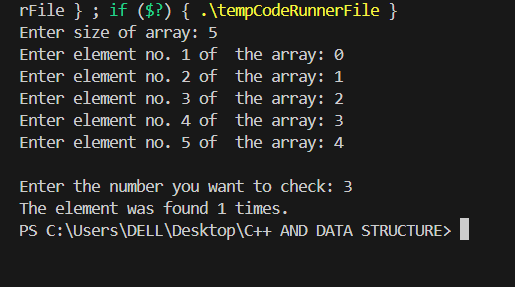 rFile } ; if ($?) { .\tempCodeRunnerFile }
Enter size of array: 5
Enter element no. 1 of  the array: 0
Enter element no. 2 of  the array: 1
Enter element no. 3 of  the array: 2
Enter element no. 4 of  the array: 3
Enter element no. 5 of  the array: 4
Enter the number you want to check: 3
The element was found 1 times.
PS C:\Users\DELL\Desktop\C++ AND DATA STRUCTURE>